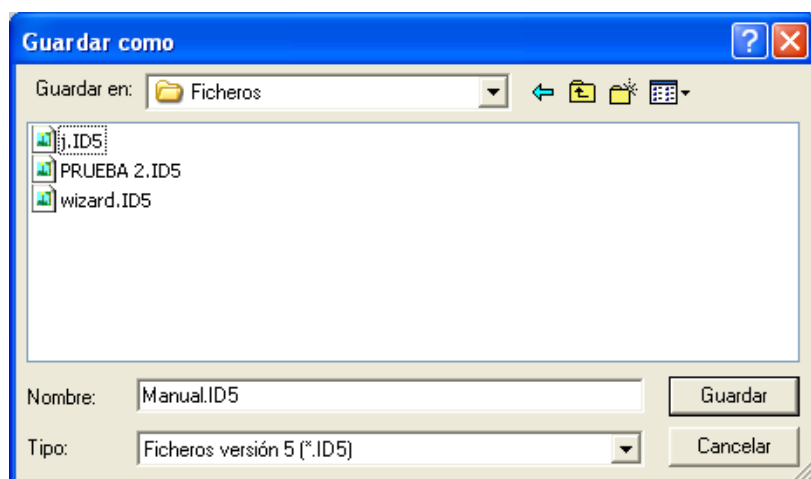 Guardar como
Guardar en: Ficheros
j.ID5
PRUEBA 2.ID5
wizard.ID5
Nombre: Manual.ID5 Guardar
Tipo: Ficheros versión 5 (*.ID5) Cancelar